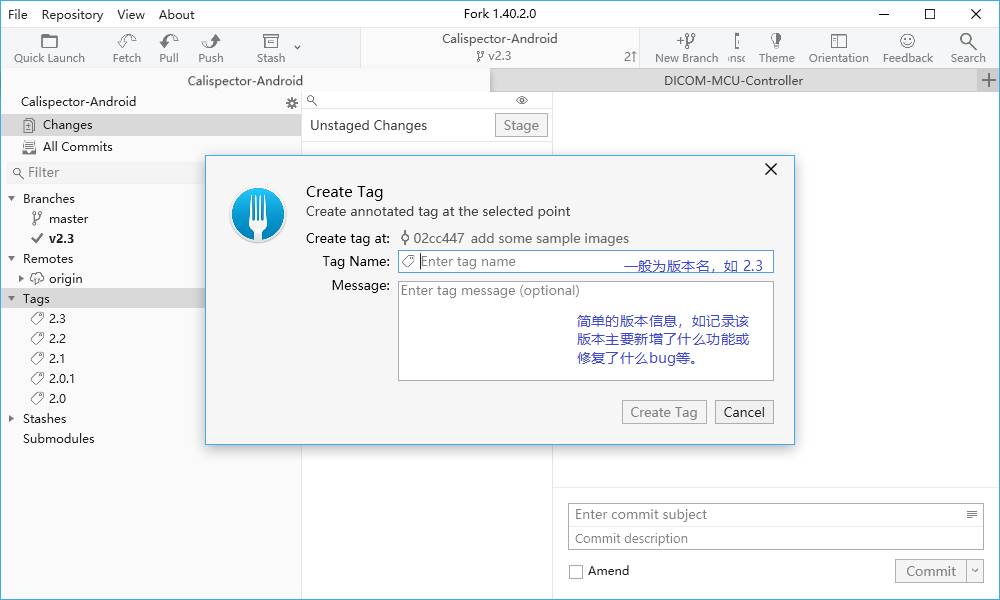 File Repository View About
Fork 1.40.2.0
Quick Launch
Fetch
Pull
Push
Stash
Calispector-Android
v2.3
2↑
New Branch
Theme
Orientation
Feedback
Search
Calispector-Android
DICOM-MCU-Controller
Calispector-Android
Changes
All Commits
Filter
Branches
master
v2.3
Remotes
origin
Tags
2.3
2.2
2.1
2.0.1
2.0
Stashes
Submodules
Unstaged Changes
Stage
Create Tag
Create annotated tag at the selected point
Create tag at: 02cc447 add some sample images
Tag Name: Enter tag name 一般为版本名，如 2.3
Message: Enter tag message (optional)
简单的版本信息，如记录该
版本主要新增了什么功能或
修复了什么bug等。
Create Tag
Cancel
Enter commit subject
Commit description
Amend
Commit